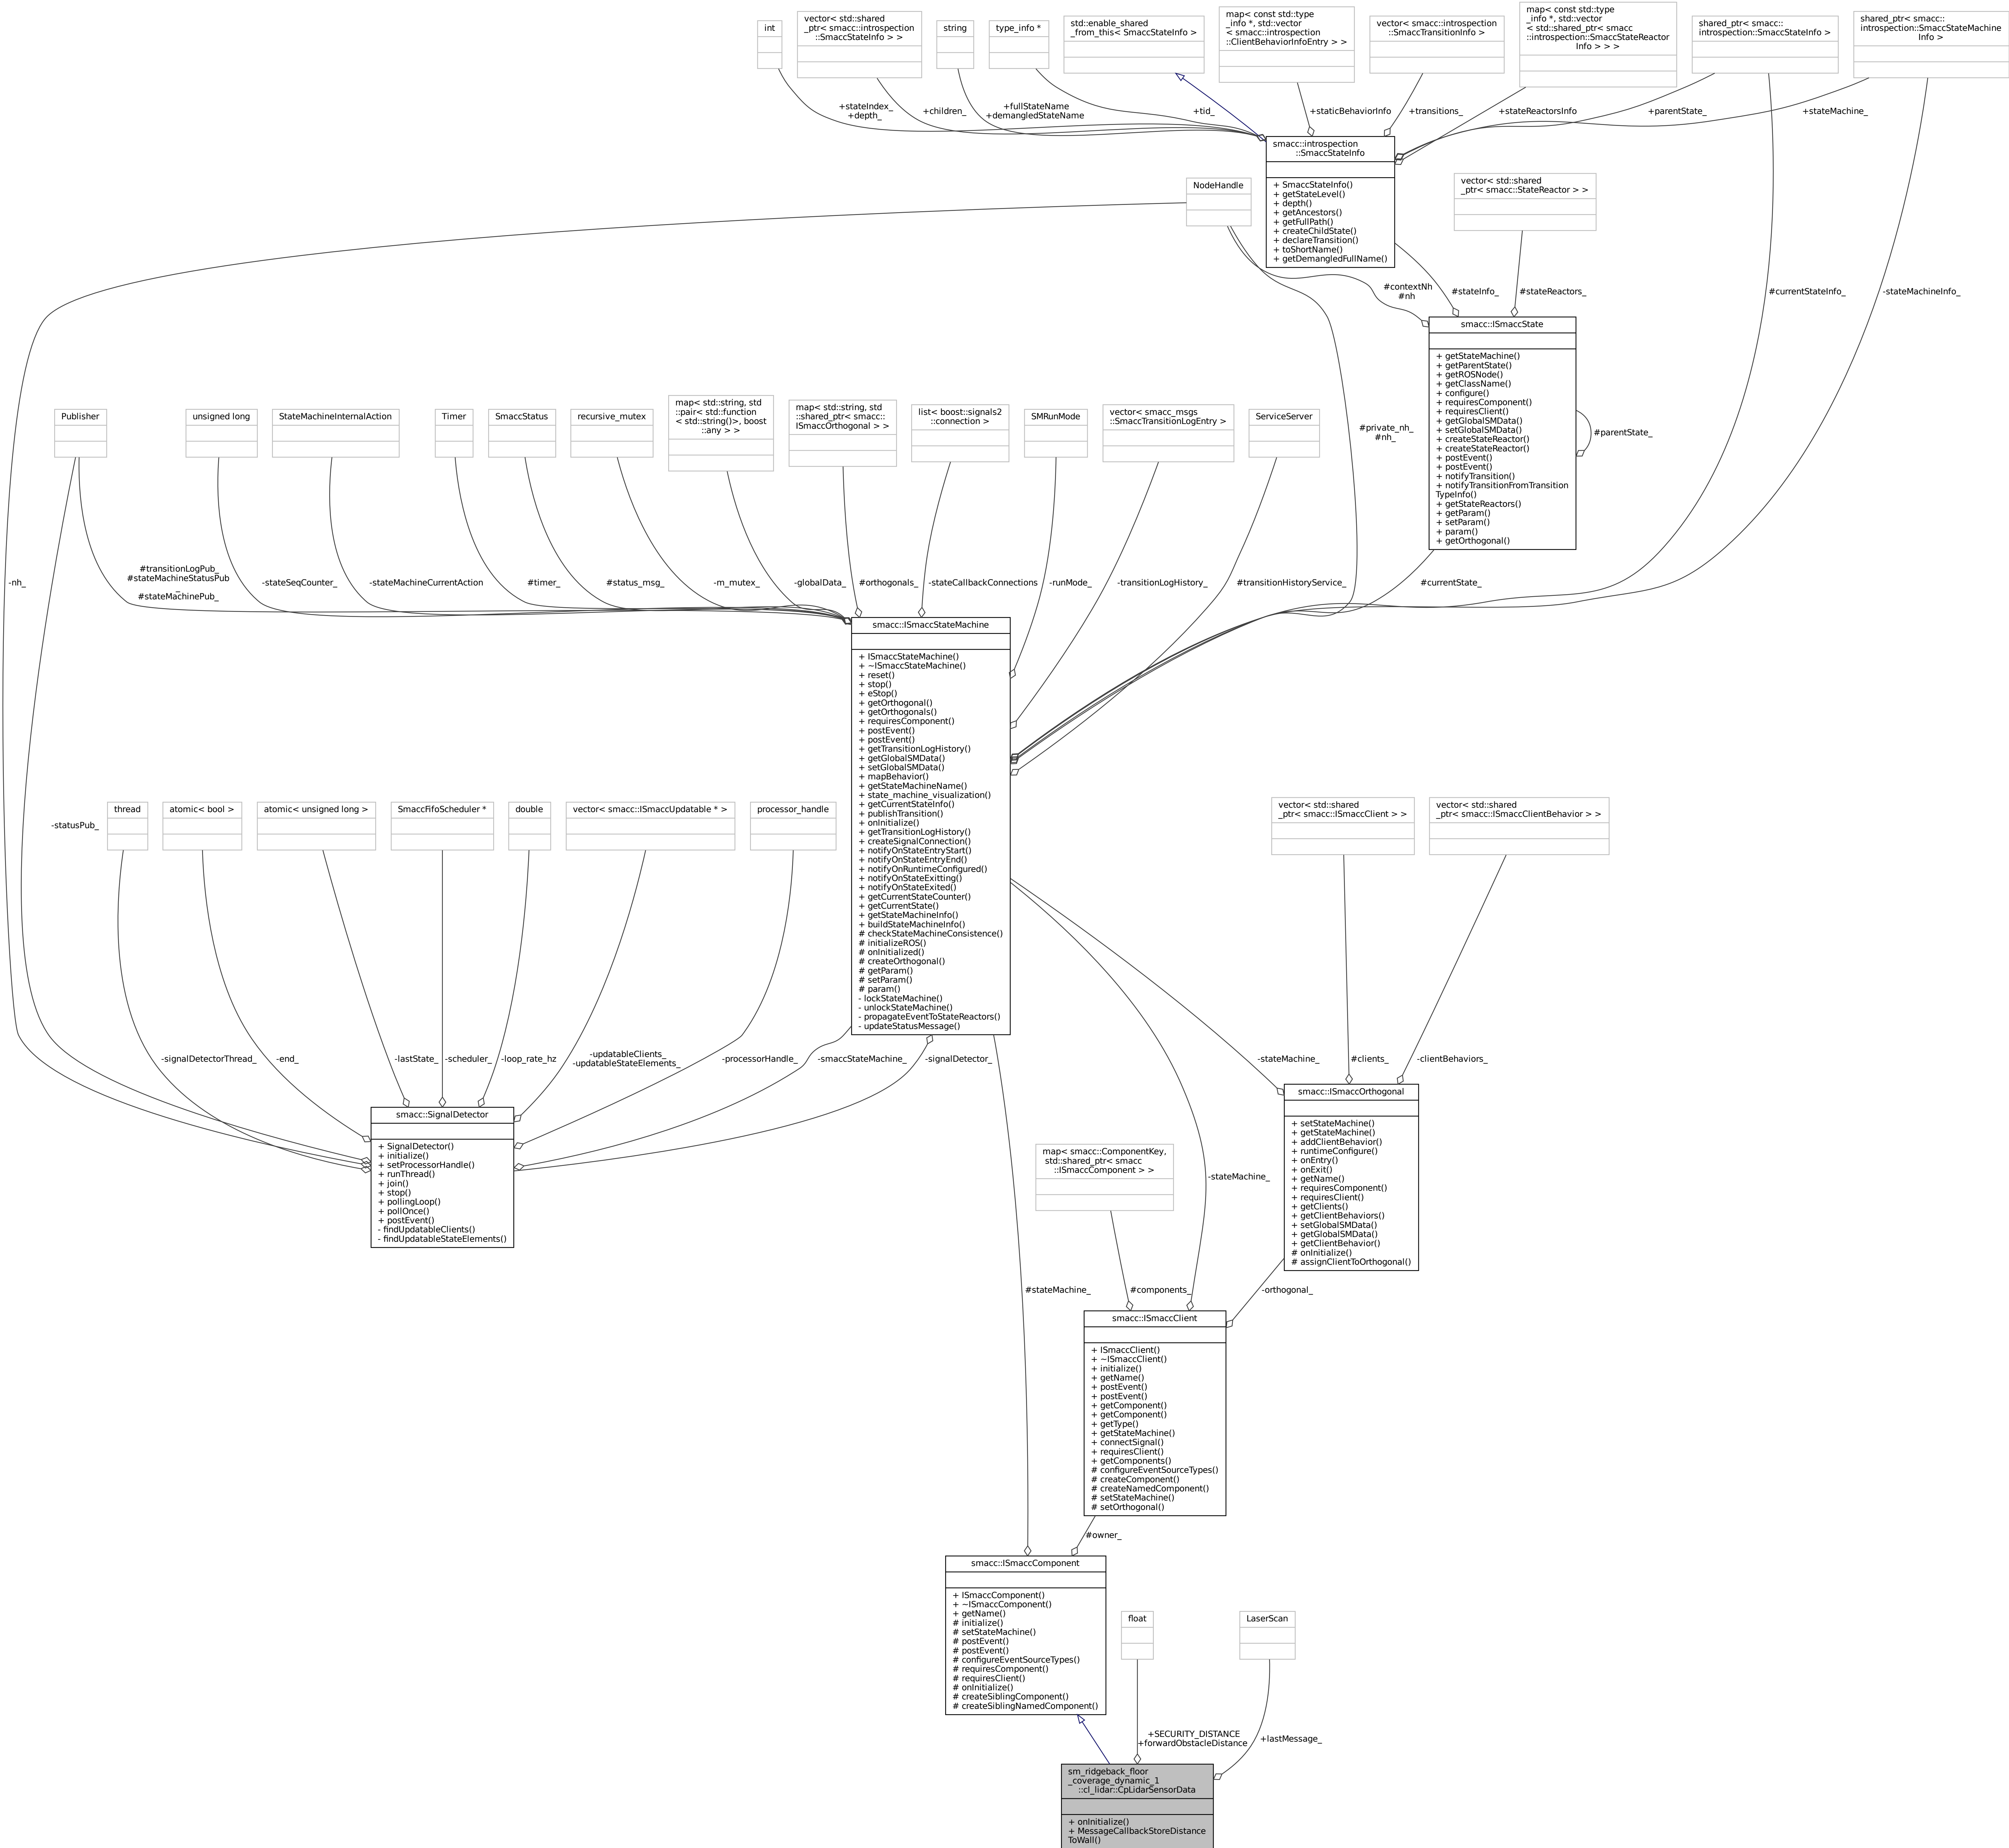 int
vector< std::shared
_ptr< smacc::introspection
::SmaccStateInfo > >
string
type_info *
std::enable_shared
_from_this< SmaccStateInfo >
map< const std::type
_info *, std::vector
< smacc::introspection
::ClientBehaviorInfoEntry > >
vector< smacc::introspection
::SmaccTransitionInfo >
map< const std::type
_info *, std::vector
< std::shared_ptr< smacc
::introspection::SmaccStateReactor
Info > > >
shared_ptr< smacc::
introspection::SmaccStateInfo >
shared_ptr< smacc::
introspection::SmaccStateMachine
Info >
+stateIndex_
+depth_
+children_
+fullStateName
+demangledStateName
+tid_
+staticBehaviorInfo
+transitions_
+stateReactorsInfo
+parentState_
+stateMachine_
smacc::introspection
::SmaccStateInfo
+ SmaccStateInfo()
+ getStateLevel()
+ depth()
+ getAncestors()
+ getFullPath()
+ createChildState()
+ declareTransition()
+ toShortName()
+ getDemangledFullName()
NodeHandle
vector< std::shared
_ptr< smacc::StateReactor > >
#contextNh
#nh
#stateInfo_
#stateReactors_
#currentStateInfo_
-stateMachineInfo_
smacc::ISmaccState
+ getStateMachine()
+ getParentState()
+ getROSNode()
+ getClassName()
+ configure()
+ requiresComponent()
+ requiresClient()
+ getGlobalSMData()
+ setGlobalSMData()
+ createStateReactor()
+ createStateReactor()
+ postEvent()
+ postEvent()
+ notifyTransition()
+ notifyTransitionFromTransition
TypeInfo()
+ getStateReactors()
+ getParam()
+ setParam()
+ param()
+ getOrthogonal()
#parentState_
#private_nh_
#nh_
Publisher
unsigned long
StateMachineInternalAction
Timer
SmaccStatus
recursive_mutex
map< std::string, std
::pair< std::function
< std::string()>, boost
::any > >
map< std::string, std
::shared_ptr< smacc::
ISmaccOrthogonal > >
list< boost::signals2
::connection >
SMRunMode
vector< smacc_msgs
::SmaccTransitionLogEntry >
ServiceServer
-nh_
#transitionLogPub_
#stateMachineStatusPub
_
#stateMachinePub_
-stateSeqCounter_
-stateMachineCurrentAction
#timer_
#status_msg_
-m_mutex_
-globalData_
#orthogonals_
-stateCallbackConnections
-runMode_
-transitionLogHistory_
#transitionHistoryService_
#currentState_
smacc::ISmaccStateMachine
+ ISmaccStateMachine()
+ ~ISmaccStateMachine()
+ reset()
+ stop()
+ eStop()
+ getOrthogonal()
+ getOrthogonals()
+ requiresComponent()
+ postEvent()
+ postEvent()
+ getTransitionLogHistory()
+ getGlobalSMData()
+ setGlobalSMData()
+ mapBehavior()
+ getStateMachineName()
+ state_machine_visualization()
+ getCurrentStateInfo()
+ publishTransition()
+ onInitialize()
+ getTransitionLogHistory()
+ createSignalConnection()
+ notifyOnStateEntryStart()
+ notifyOnStateEntryEnd()
+ notifyOnRuntimeConfigured()
+ notifyOnStateExitting()
+ notifyOnStateExited()
+ getCurrentStateCounter()
+ getCurrentState()
+ getStateMachineInfo()
+ buildStateMachineInfo()
# checkStateMachineConsistence()
# initializeROS()
# onInitialized()
# createOrthogonal()
# getParam()
# setParam()
# param()
- lockStateMachine()
- unlockStateMachine()
- propagateEventToStateReactors()
- updateStatusMessage()
-statusPub_
thread
atomic< bool >
atomic< unsigned long >
SmaccFifoScheduler *
double
vector< smacc::ISmaccUpdatable * >
processor_handle
vector< std::shared
_ptr< smacc::ISmaccClient > >
vector< std::shared
_ptr< smacc::ISmaccClientBehavior > >
-signalDetectorThread_
-end_
-lastState_
-scheduler_
-loop_rate_hz
-updatableClients_
-updatableStateElements_
-processorHandle_
-smaccStateMachine_
-signalDetector_
-stateMachine_
#clients_
-clientBehaviors_
smacc::SignalDetector
+ SignalDetector()
+ initialize()
+ setProcessorHandle()
+ runThread()
+ join()
+ stop()
+ pollingLoop()
+ pollOnce()
+ postEvent()
- findUpdatableClients()
- findUpdatableStateElements()
smacc::ISmaccOrthogonal
+ setStateMachine()
+ getStateMachine()
+ addClientBehavior()
+ runtimeConfigure()
+ onEntry()
+ onExit()
+ getName()
+ requiresComponent()
+ requiresClient()
+ getClients()
+ getClientBehaviors()
+ setGlobalSMData()
+ getGlobalSMData()
+ getClientBehavior()
# onInitialize()
# assignClientToOrthogonal()
map< smacc::ComponentKey,
std::shared_ptr< smacc
::ISmaccComponent > >
-stateMachine_
#stateMachine_
#components_
-orthogonal_
smacc::ISmaccClient
+ ISmaccClient()
+ ~ISmaccClient()
+ initialize()
+ getName()
+ postEvent()
+ postEvent()
+ getComponent()
+ getComponent()
+ getType()
+ getStateMachine()
+ connectSignal()
+ requiresClient()
+ getComponents()
# configureEventSourceTypes()
# createComponent()
# createNamedComponent()
# setStateMachine()
# setOrthogonal()
#owner_
smacc::ISmaccComponent
+ ISmaccComponent()
+ ~ISmaccComponent()
+ getName()
# initialize()
# setStateMachine()
# postEvent()
# postEvent()
# configureEventSourceTypes()
# requiresComponent()
# requiresClient()
# onInitialize()
# createSiblingComponent()
# createSiblingNamedComponent()
float
LaserScan
+SECURITY_DISTANCE
+forwardObstacleDistance
+lastMessage_
sm_ridgeback_floor
_coverage_dynamic_1
::cl_lidar::CpLidarSensorData
+ onInitialize()
+ MessageCallbackStoreDistance
ToWall()